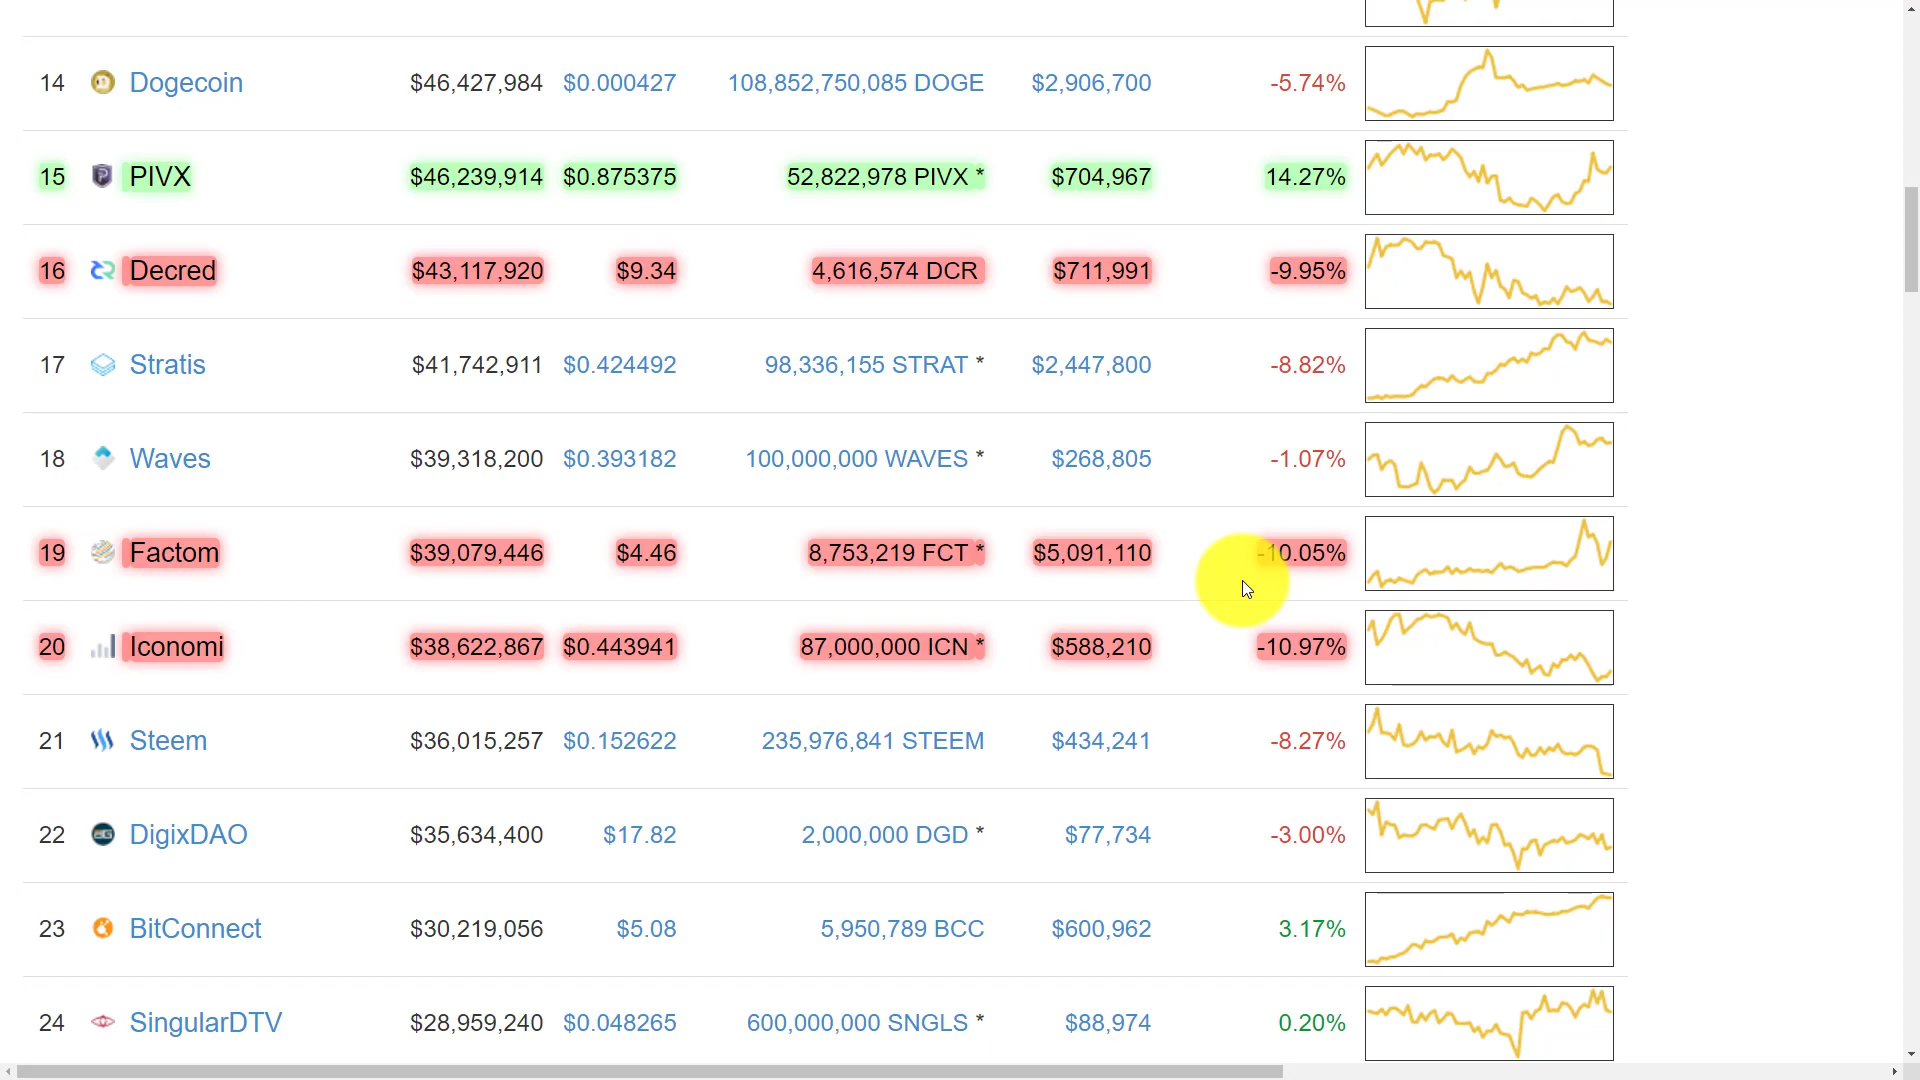 14 Dogecoin $46,427,984 $0.000427 108,852,750,085 DOGE $2,906,700 -5.74%
15 PIVX $46,239,914 $0.875375 52,822,978 PIVX * $704,967 14.27%
16 Decred $43,117,920 $9.34 4,616,574 DCR $711,991 -9.95%
17 Stratis $41,742,911 $0.424492 98,336,155 STRAT * $2,447,800 -8.82%
18 Waves $39,318,200 $0.393182 100,000,000 WAVES * $268,805 -1.07%
19 Factom $39,079,446 $4.46 8,753,219 FCT * $5,091,110 -10.05%
20 Iconomi $38,622,867 $0.443941 87,000,000 ICN * $588,210 -10.97%
21 Steem $36,015,257 $0.152622 235,976,841 STEEM $434,241 -8.27%
22 DigixDAO $35,634,400 $17.82 2,000,000 DGD * $77,734 -3.00%
23 BitConnect $30,219,056 $5.08 5,950,789 BCC $600,962 3.17%
24 SingularDTV $28,959,240 $0.048265 600,000,000 SNGLS * $88,974 0.20%